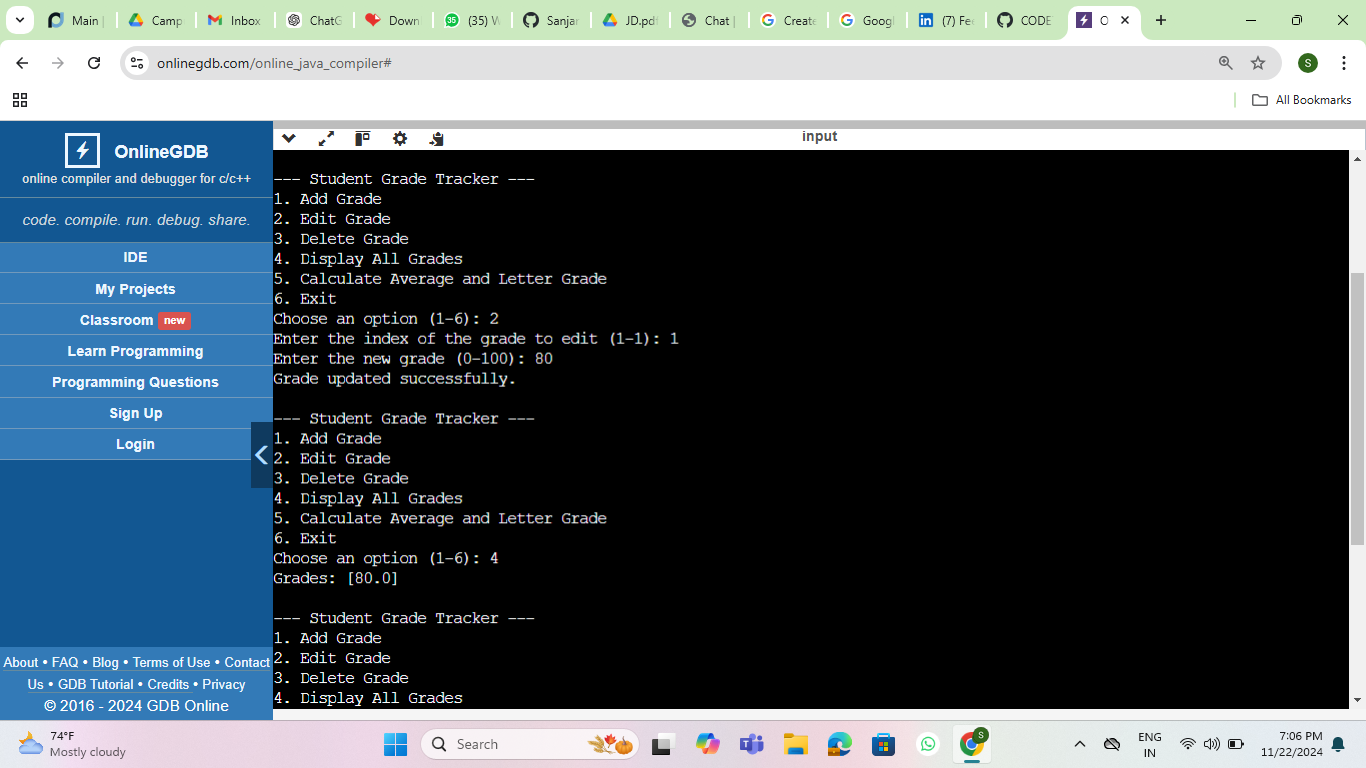 Main |
Camp
Inbox
ChatG
Down
(35) W
Sanjar
JD.pd
Chat |
Create
Googl
(7) Fe
CODE
O
onlinegdb.com/online_java_compiler#
S
All Bookmarks
OnlineGDB
online compiler and debugger for c/c++
code. compile. run. debug. share.
IDE
My Projects
Classroom new
Learn Programming
Programming Questions
Sign Up
Login
About • FAQ • Blog • Terms of Use • Contact
Us • GDB Tutorial • Credits • Privacy
© 2016 - 2024 GDB Online
input
--- Student Grade Tracker ---
1. Add Grade
2. Edit Grade
3. Delete Grade
4. Display All Grades
5. Calculate Average and Letter Grade
6. Exit
Choose an option (1-6): 2
Enter the index of the grade to edit (1-1): 1
Enter the new grade (0-100): 80
Grade updated successfully.
--- Student Grade Tracker ---
1. Add Grade
2. Edit Grade
3. Delete Grade
4. Display All Grades
5. Calculate Average and Letter Grade
6. Exit
Choose an option (1-6): 4
Grades: [80.0]
--- Student Grade Tracker ---
1. Add Grade
2. Edit Grade
3. Delete Grade
4. Display All Grades
74°F
Mostly cloudy
Search
S
ENG
IN
7:06 PM
11/22/2024